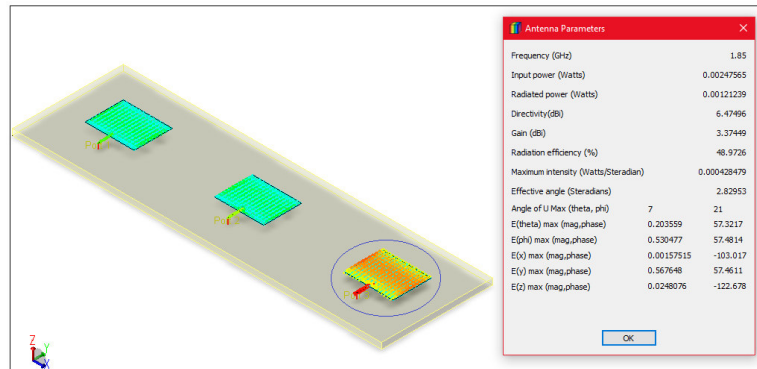 Po
Po
Po
Z
Y
X
Antenna Parameters
Frequency (GHz) 1.85
Input power (Watts) 0.00247565
Radiated power (Watts) 0.00121239
Directivity(dBi) 6.47496
Gain (dBi) 3.37449
Radiation efficiency (%) 48.9726
Maximum intensity (Watts/Steradian) 0.000428479
Effective angle (Steradians) 2.82953
Angle of U Max (theta, phi) 7 21
E(theta) max (mag,phase) 0.203559 57.3217
E(phi) max (mag,phase) 0.530477 57.4814
E(x) max (mag,phase) 0.00157515 -103.017
E(y) max (mag,phase) 0.567648 57.4611
E(z) max (mag,phase) 0.0248076 -122.678
OK